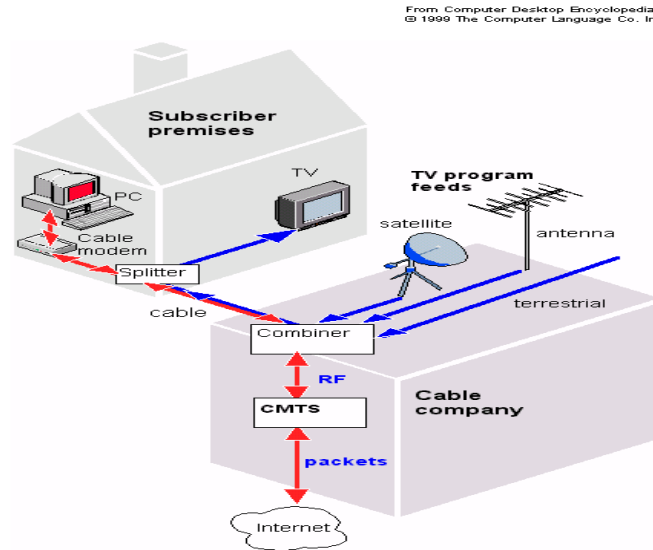 From Computer Desktop Encyclopedia
© 1999 The Computer Language Co. In
Subscriber
premises
PC
Cable
modem
TV
Splitter
cable
TV program
feeds
satellite
antenna
terrestrial
Combiner
RF
CMTS
Cable
company
packets
Internet